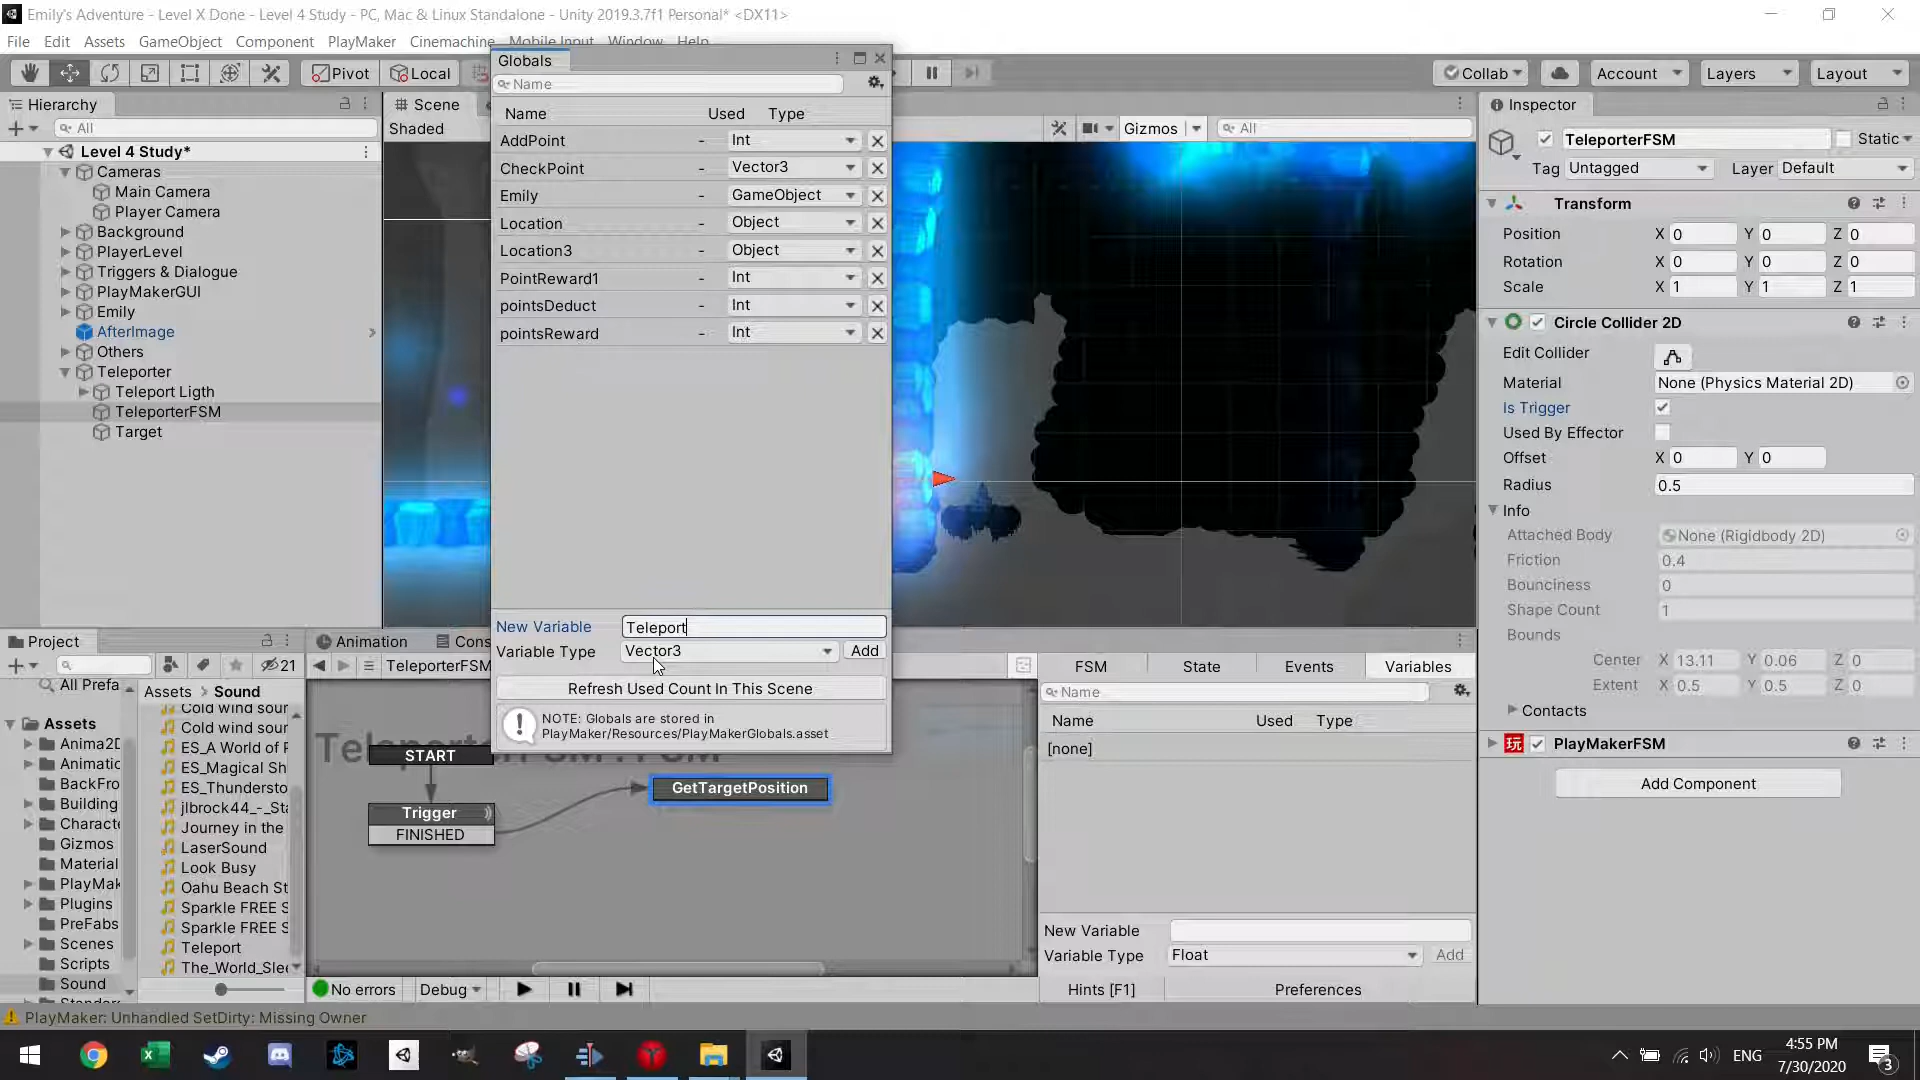 Emily's Adventure - Level X Done - Level 4 Study - PC, Mac & Linux Standalone - Unity 2019.3.7f1 Personal* <DX11>
File Edit Assets GameObject Component PlayMaker Cinemachine Mobile Input Window Help
Pivot Local Collab Account Layers Layout
Hierarchy
All
Level 4 Study*
Cameras
Main Camera
Player Camera
Background
PlayerLevel
Triggers & Dialogue
PlayMakerGUI
Emily
AfterImage
Others
Teleporter
Teleport Ligth
TeleporterFSM
Target
Scene
Shaded
Gizmos All
Globals
Name
Name Used Type
AddPoint - Int
CheckPoint - Vector3
Emily - GameObject
Location - Object
Location3 - Object
PointReward1 - Int
pointsDeduct - Int
pointsReward - Int
New Variable Teleport
Variable Type Vector3 Add
Refresh Used Count In This Scene
NOTE: Globals are stored in
PlayMaker/Resources/PlayMakerGlobals.asset
Inspector
TeleporterFSM Static
Tag Untagged Layer Default
Transform
Position X 0 Y 0 Z 0
Rotation X 0 Y 0 Z 0
Scale X 1 Y 1 Z 1
Circle Collider 2D
Edit Collider
Material None (Physics Material 2D)
Is Trigger
Used By Effector
Offset X 0 Y 0
Radius 0.5
Info
Attached Body None (Rigidbody 2D)
Friction 0.4
Bounciness 0
Shape Count 1
Bounds
Center X 13.11 Y 0.06 Z 0
Extent X 0.5 Y 0.5 Z 0
Contacts
玩 PlayMakerFSM
Add Component
Project
21
All Prefa
Assets
Anima2D
Animatic
BackFro
Building
Characte
Gizmos
Material
PlayMak
Plugins
PreFabs
Scenes
Scripts
Sound
Assets > Sound
Cold wind sour
Cold wind sour
ES_A World of F
ES_Magical Sh
ES_Thundersto
jlbrock44_-_Sta
Journey in the
LaserSound
Look Busy
Oahu Beach St
Sparkle FREE S
Sparkle FREE S
Teleport
The_World_Slee
Animation Cons
TeleporterFSM
START
Trigger
FINISHED
GetTargetPosition
No errors Debug
FSM State Events Variables
Name
Name Used Type
[none]
New Variable
Variable Type Float Add
Hints [F1] Preferences
PlayMaker: Unhandled SetDirty: Missing Owner
ENG
4:55 PM
7/30/2020
3